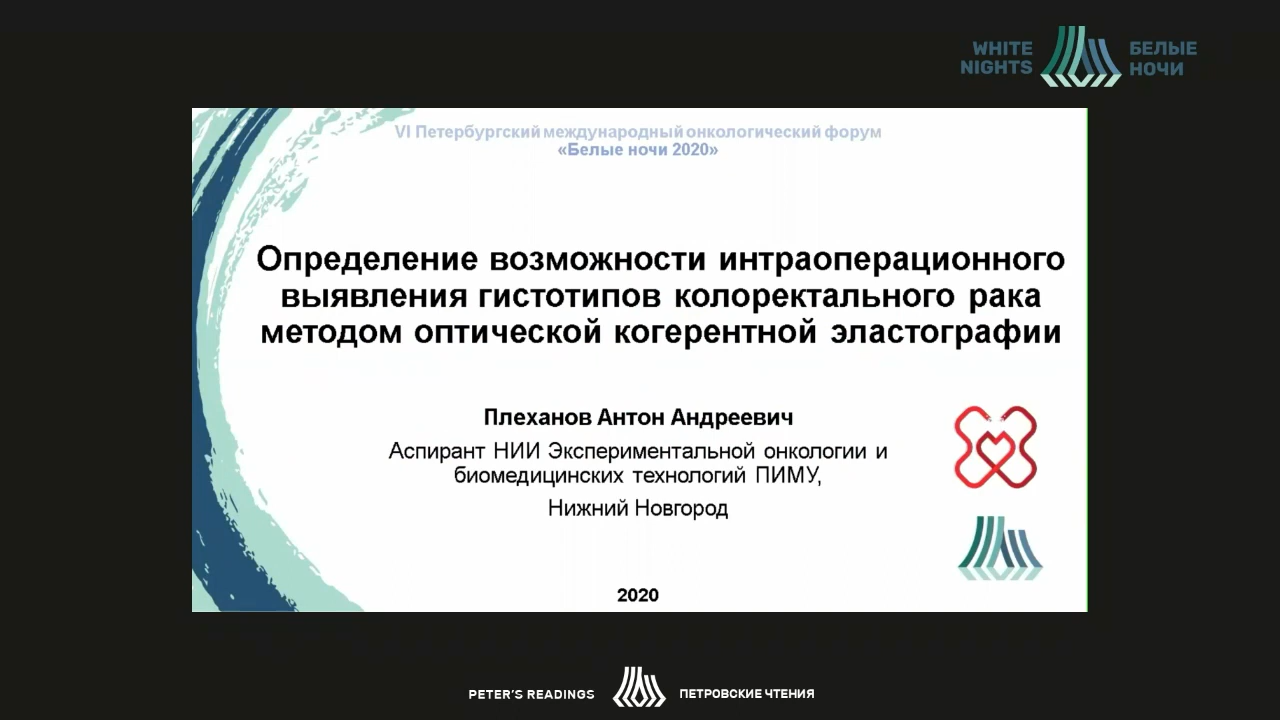 WHITE
NIGHTS
БЕЛЫЕ
НОЧИ
VI Петербургский международный онкологический форум
«Белые ночи 2020»
Определение возможности интраоперационного
выявления гистотипов колоректального рака
методом оптической когерентной эластографии
Плеханов Антон Андреевич
Аспирант НИИ Экспериментальной онкологии и
биомедицинских технологий ПИМУ,
Нижний Новгород
2020
PETER'S READINGS
ПЕТРОВСКИЕ ЧТЕНИЯ